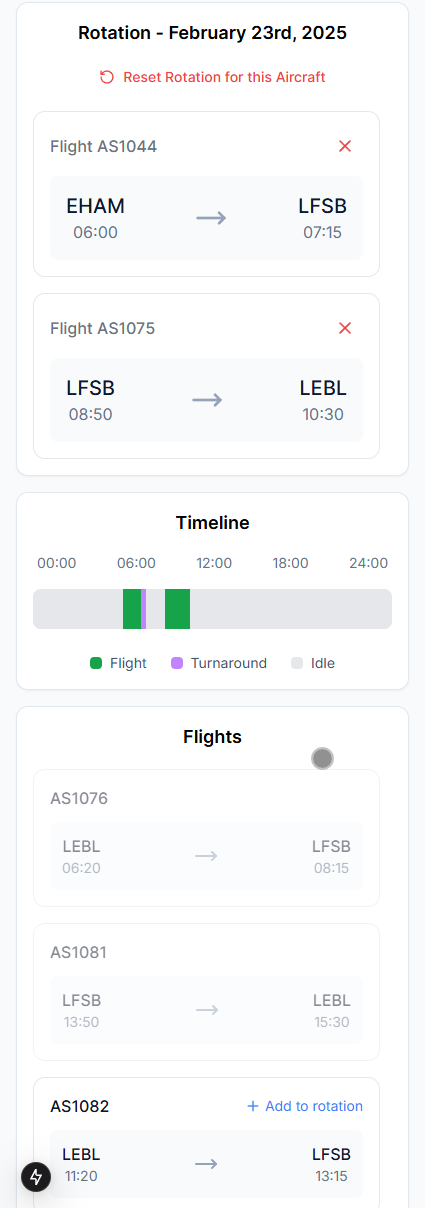 Rotation - February 23rd, 2025
Reset Rotation for this Aircraft
Flight AS1044
EHAM LFSB
06:00 07:15
Flight AS1075
LFSB LEBL
08:50 10:30
Timeline
00:00 06:00 12:00 18:00 24:00
Flight Turnaround Idle
Flights
AS1076
LEBL LFSB
06:20 08:15
AS1081
LFSB LEBL
13:50 15:30
AS1082 + Add to rotation
LEBL LFSB
11:20 13:15